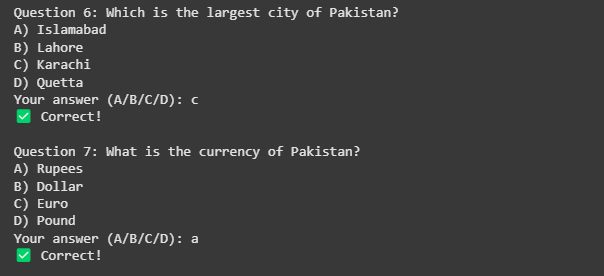 Question 6: Which is the largest city of Pakistan?
A) Islamabad
B) Lahore
C) Karachi
D) Quetta
Your answer (A/B/C/D): c
✅ Correct!
Question 7: What is the currency of Pakistan?
A) Rupees
B) Dollar
C) Euro
D) Pound
Your answer (A/B/C/D): a
✅ Correct!